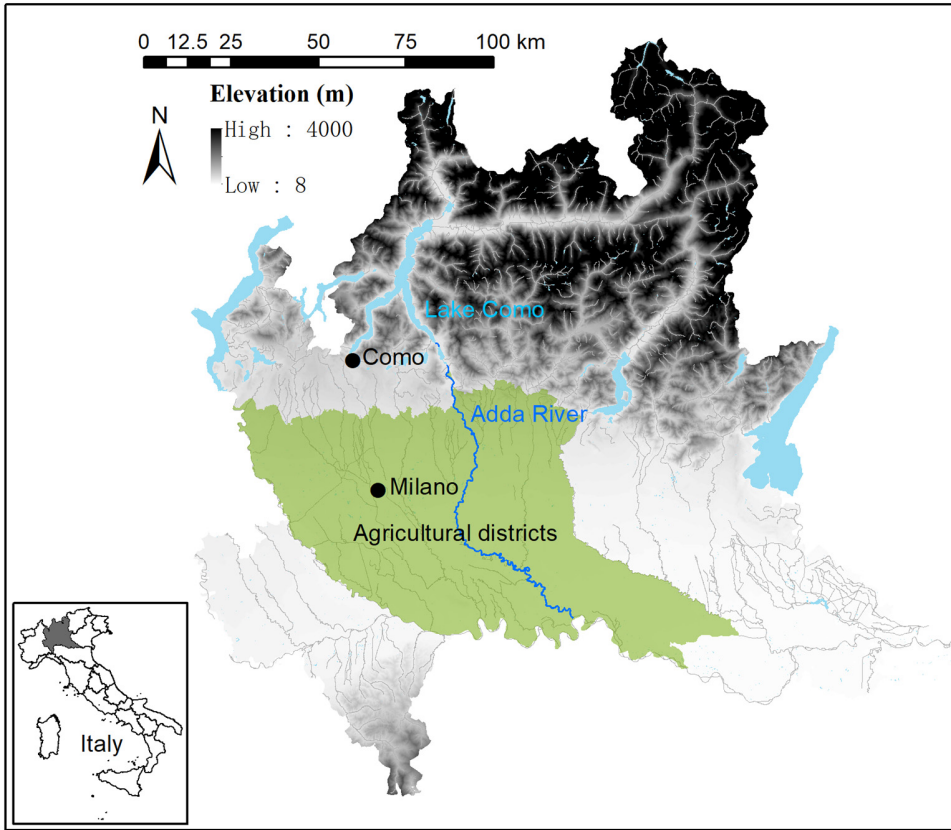 0 12.5 25 50 75 100 km
Elevation (m)
N
High : 4000
Low : 8
Lake Como
Como
Adda River
Milano
Agricultural districts
Italy